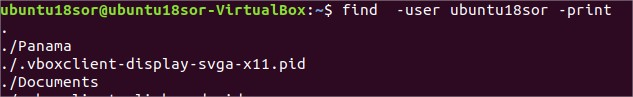 ubuntu18sor@ubuntu18sor-VirtualBox:~$ find  -user ubuntu18sor -print
.
./Panama
./.vboxclient-display-svga-x11.pid
./Documents